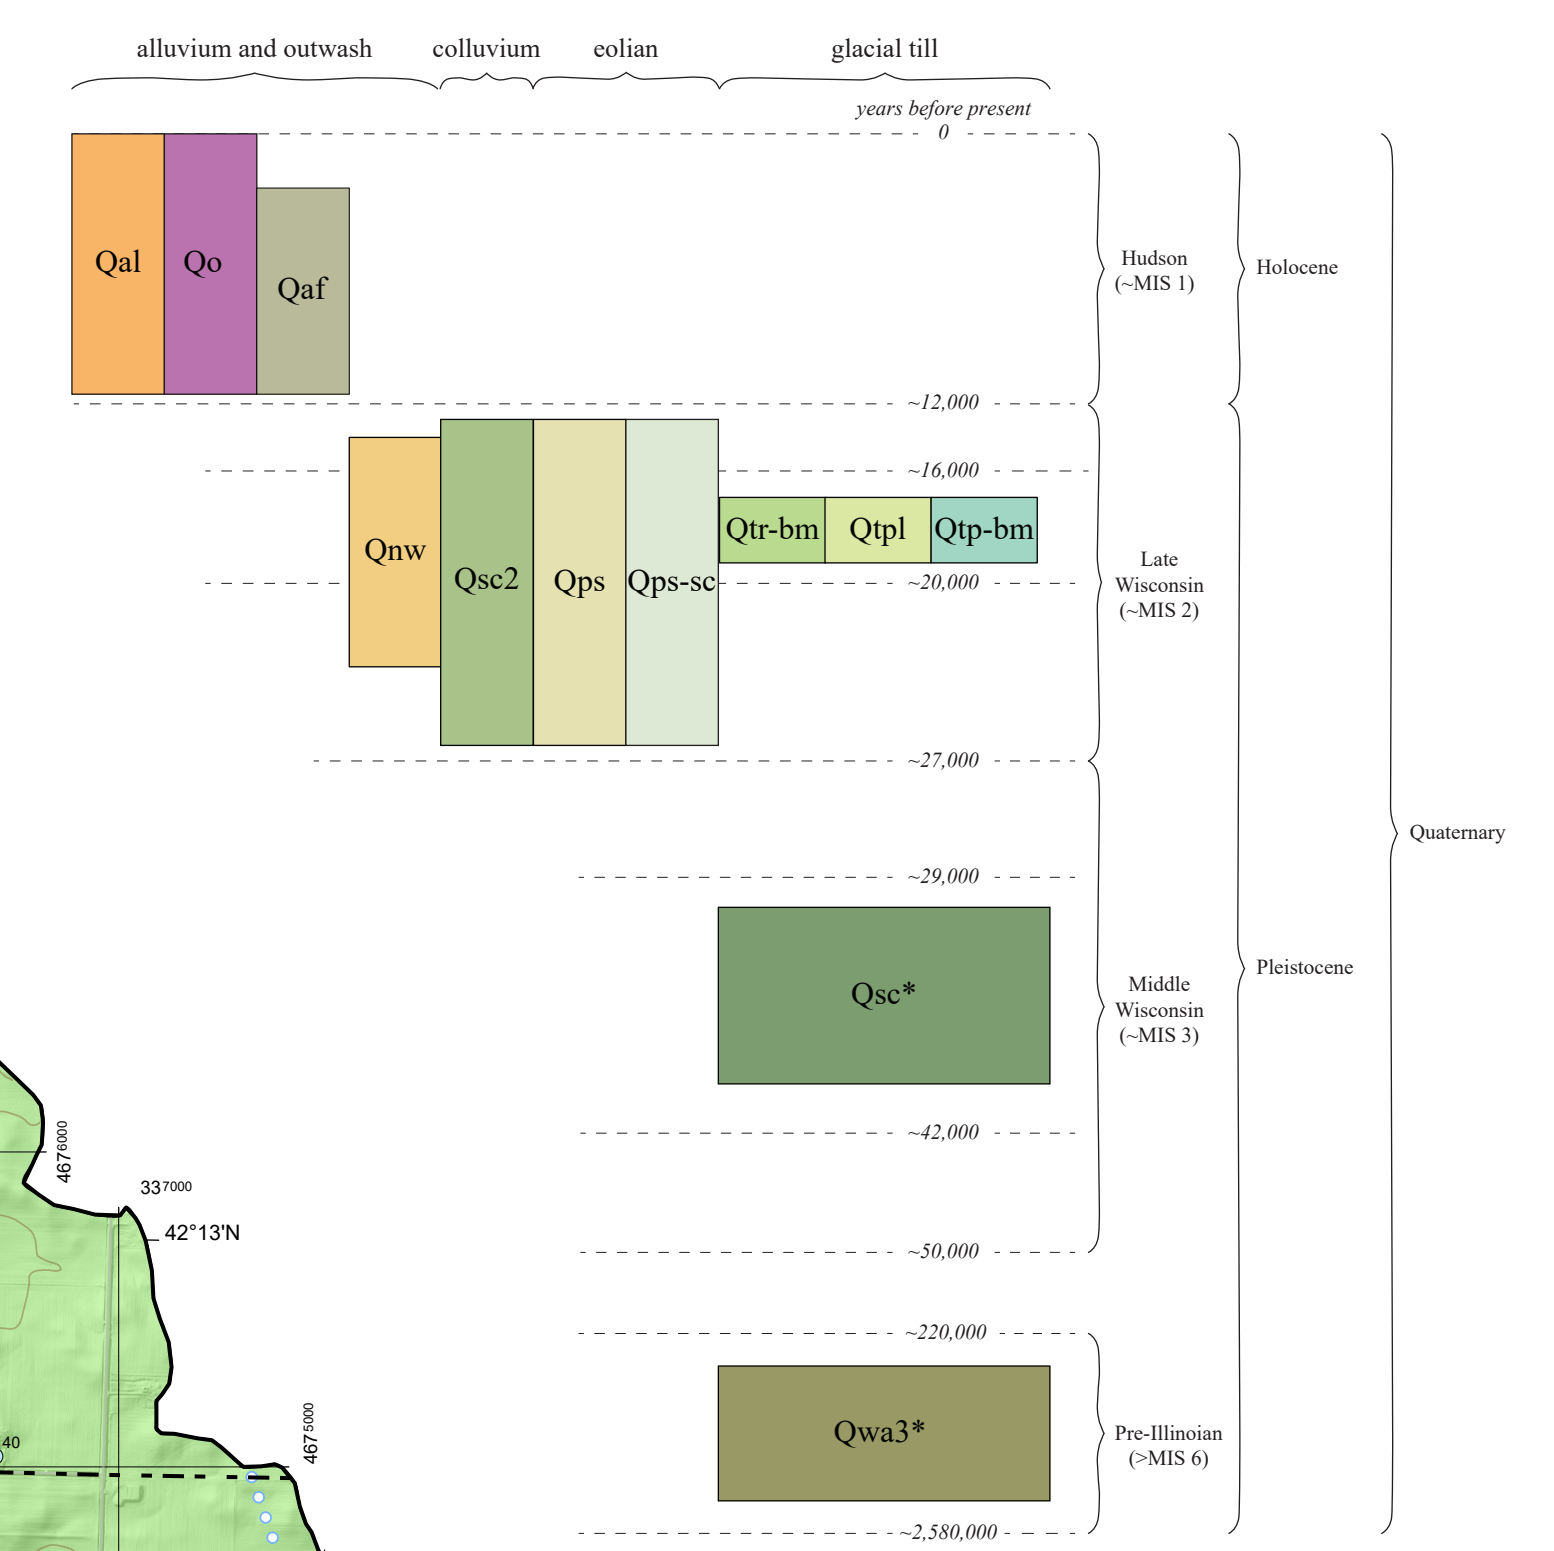 alluvium and outwash
colluvium
eolian
glacial till
years before present
0
Qal
Qo
Qaf
Hudson
(~MIS 1)
Holocene
~12,000
~16,000
Qnw
Qsc2
Qps
Qps-sc
Qtr-bm
Qtpl
Qtp-bm
~20,000
Late
Wisconsin
(~MIS 2)
~27,000
Quaternary
~29,000
Qsc*
Middle
Wisconsin
(~MIS 3)
Pleistocene
~42,000
~50,000
~220,000
Qwa3*
Pre-Illinoian
(>MIS 6)
~2,580,000
4676000
337000
42°13'N
4675000
40